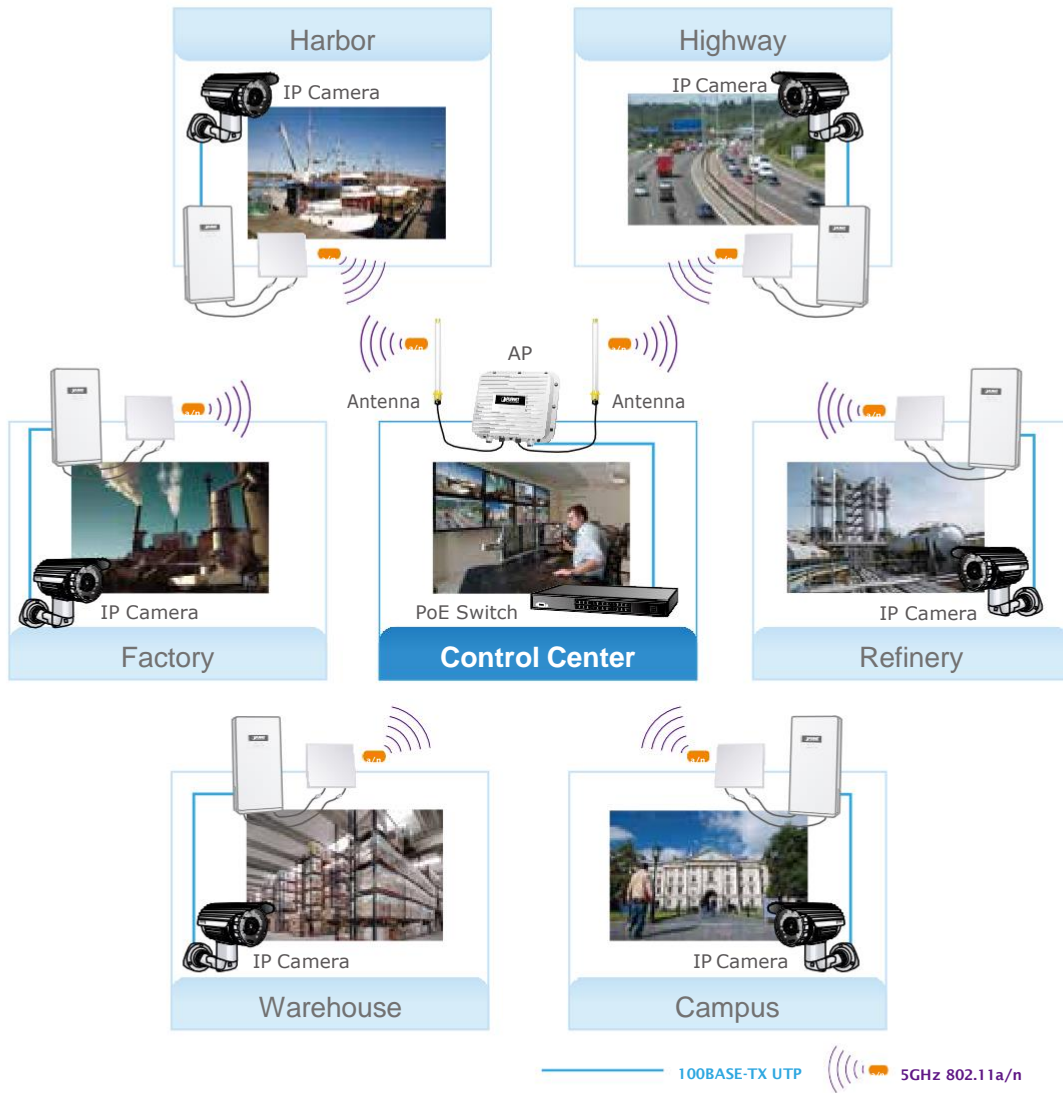 Harbor
Highway
IP Camera
IP Camera
a/n
a/n
a/n
a/n
AP
Antenna
Antenna
PLANET
a/n
a/n
IP Camera
PoE Switch
IP Camera
Factory
Control Center
Refinery
a/n
a/n
IP Camera
IP Camera
Warehouse
Campus
100BASE-TX UTP
a/n
5GHz 802.11a/n